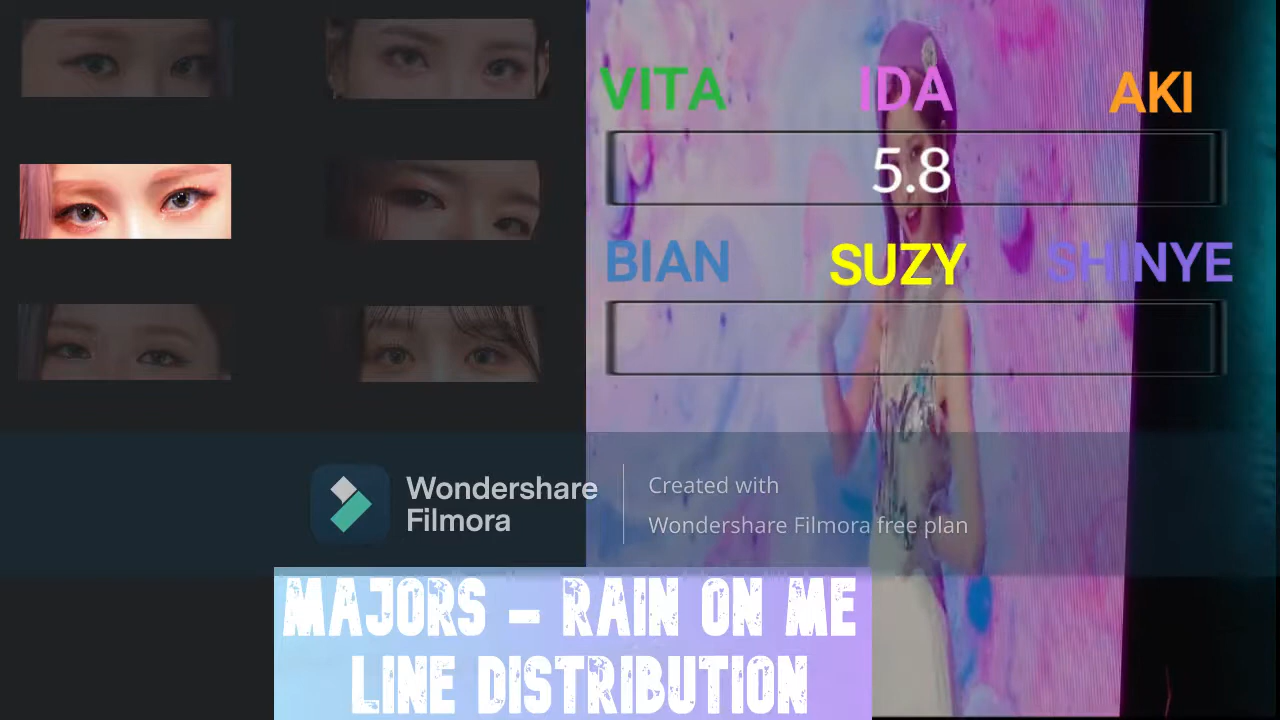 VITA IDA AKI
5.8
BIAN SUZY SHINYE
Wondershare
Filmora
Created with
Wondershare Filmora free plan
MAJORS - RAIN ON ME
LINE DISTRIBUTION